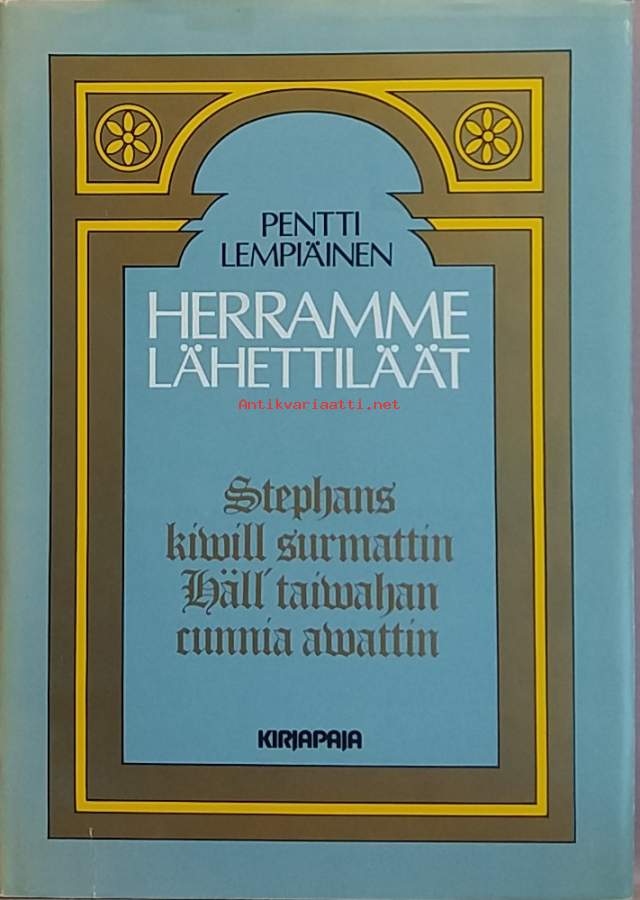 PENTTI
LEMPIÄINEN
HERRAMME
LÄHETTILÄÄT
Antikvariaatti.net
Stephans
kiwill surmattin
Häll' taiwahan
cunnia awattin
KIRJAPAJA